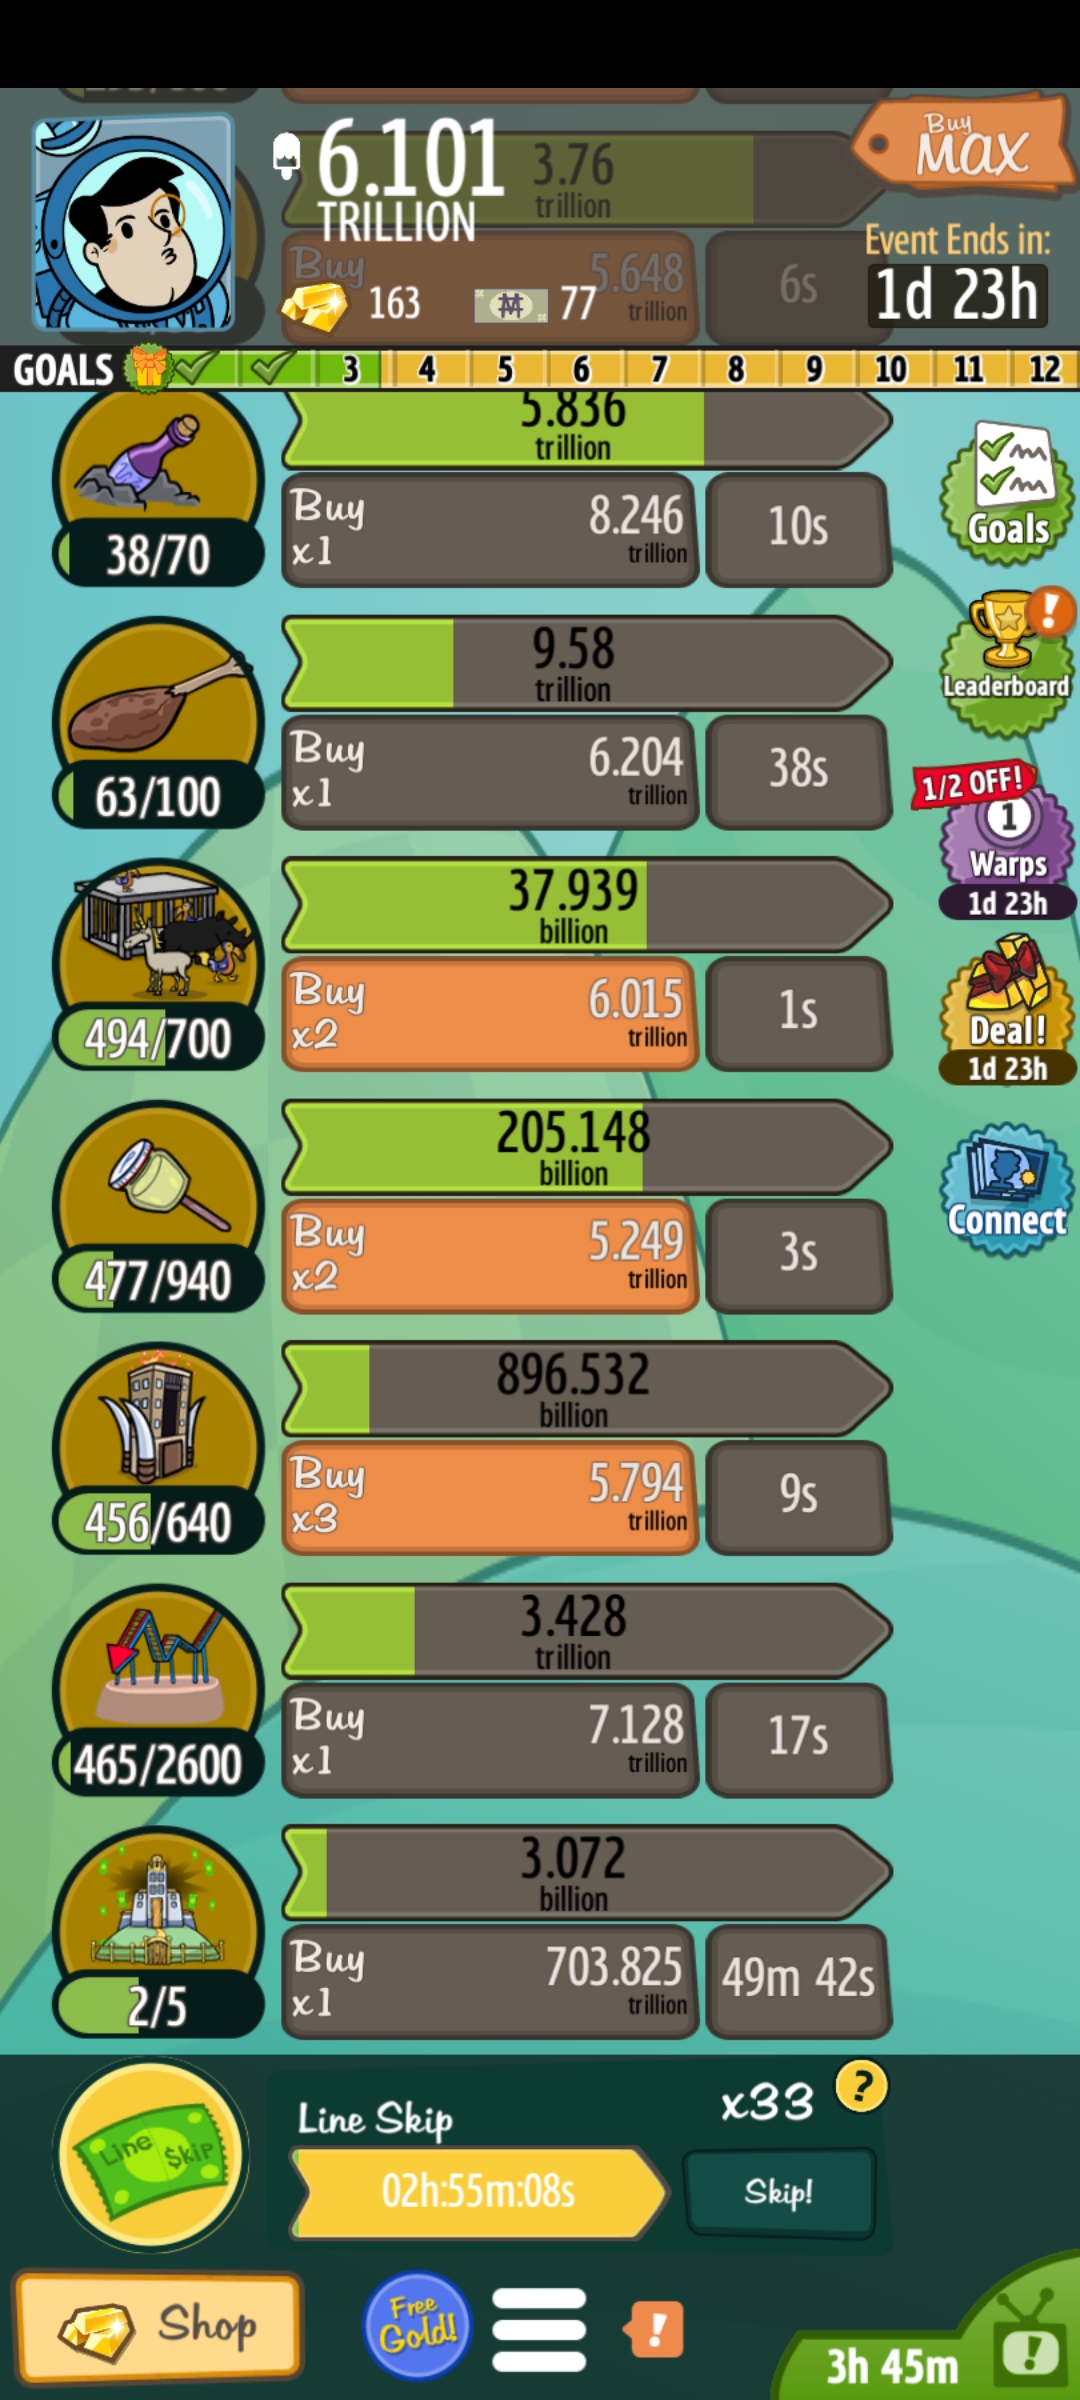 6.101
TRILLION
3.76
trillion
Buy
MAX
Buy
5.648
trillion
6s
163
77
Event Ends in:
1d 23h
GOALS
3
4
5
6
7
8
9
10
11
12
5.836
trillion
38/70
Buy
x1
8.246
trillion
10s
Goals
9.58
trillion
63/100
Buy
x1
6.204
trillion
38s
Leaderboard
!
1/2 OFF!
1
Warps
1d 23h
37.939
billion
494/700
Buy
x2
6.015
trillion
1s
Deal!
1d 23h
205.148
billion
477/940
Buy
x2
5.249
trillion
3s
Connect
896.532
billion
456/640
Buy
x3
5.794
trillion
9s
3.428
trillion
465/2600
Buy
x1
7.128
trillion
17s
3.072
billion
2/5
Buy
x1
703.825
trillion
49m 42s
Line $kip
Line Skip
x33
?
02h:55m:08s
Skip!
Shop
Free
Gold!
!
3h 45m
!